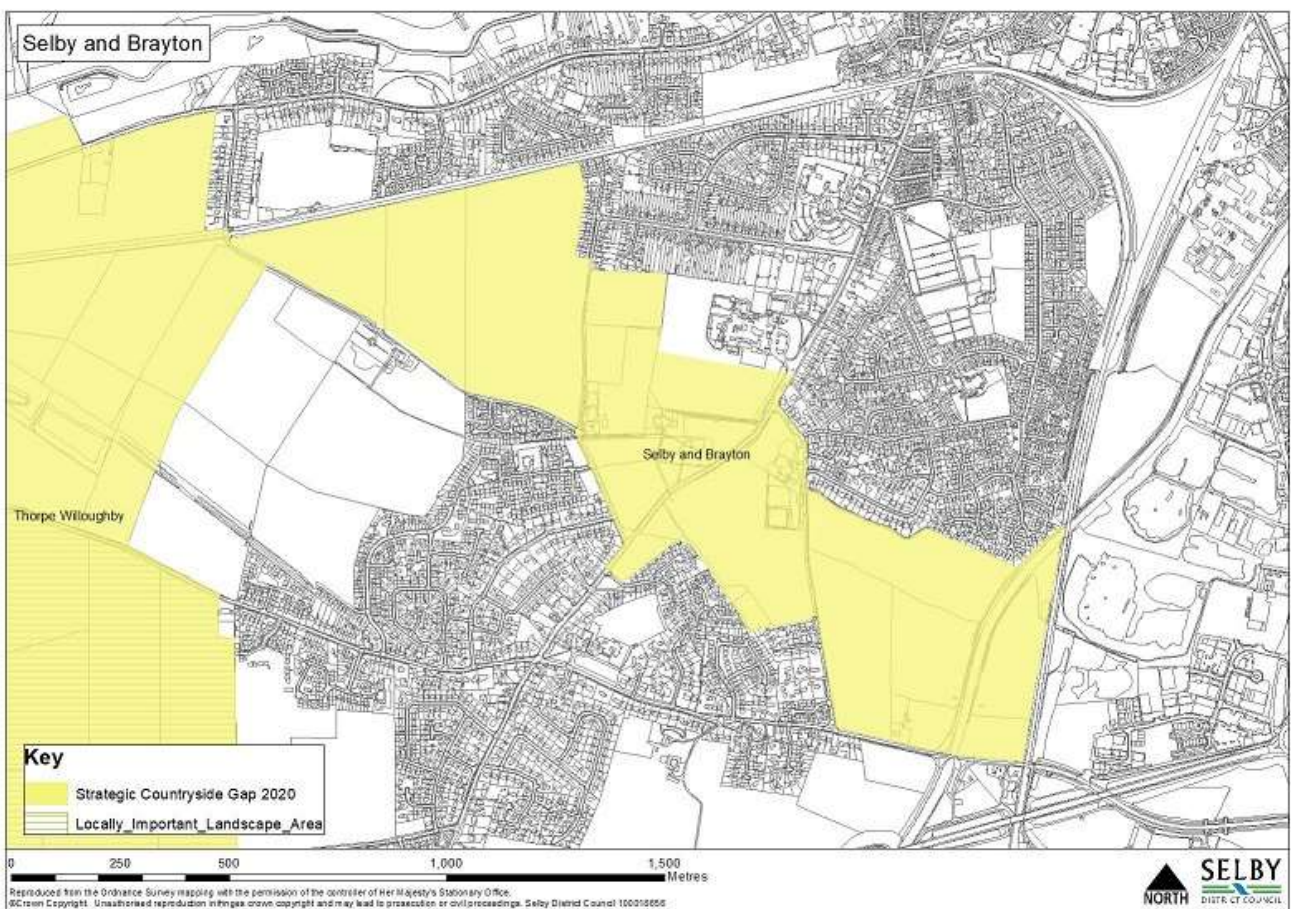 Selby and Brayton
Selby and Brayton
Thorpe Willoughby
Key
Strategic Countryside Gap 2020
Locally_Important_Landscape_Area
0 250 500 1,000 1,500
Metres
Reproduced from the Ordnance Survey mapping with the permission of the controller of Her Majesty's Stationary Office.
©Crown Copyright. Unauthorised reproduction infringes crown copyright and may lead to prosecution or civil proceedings. Selby District Council
NORTH
SELBY
DISTRICT COUNCIL